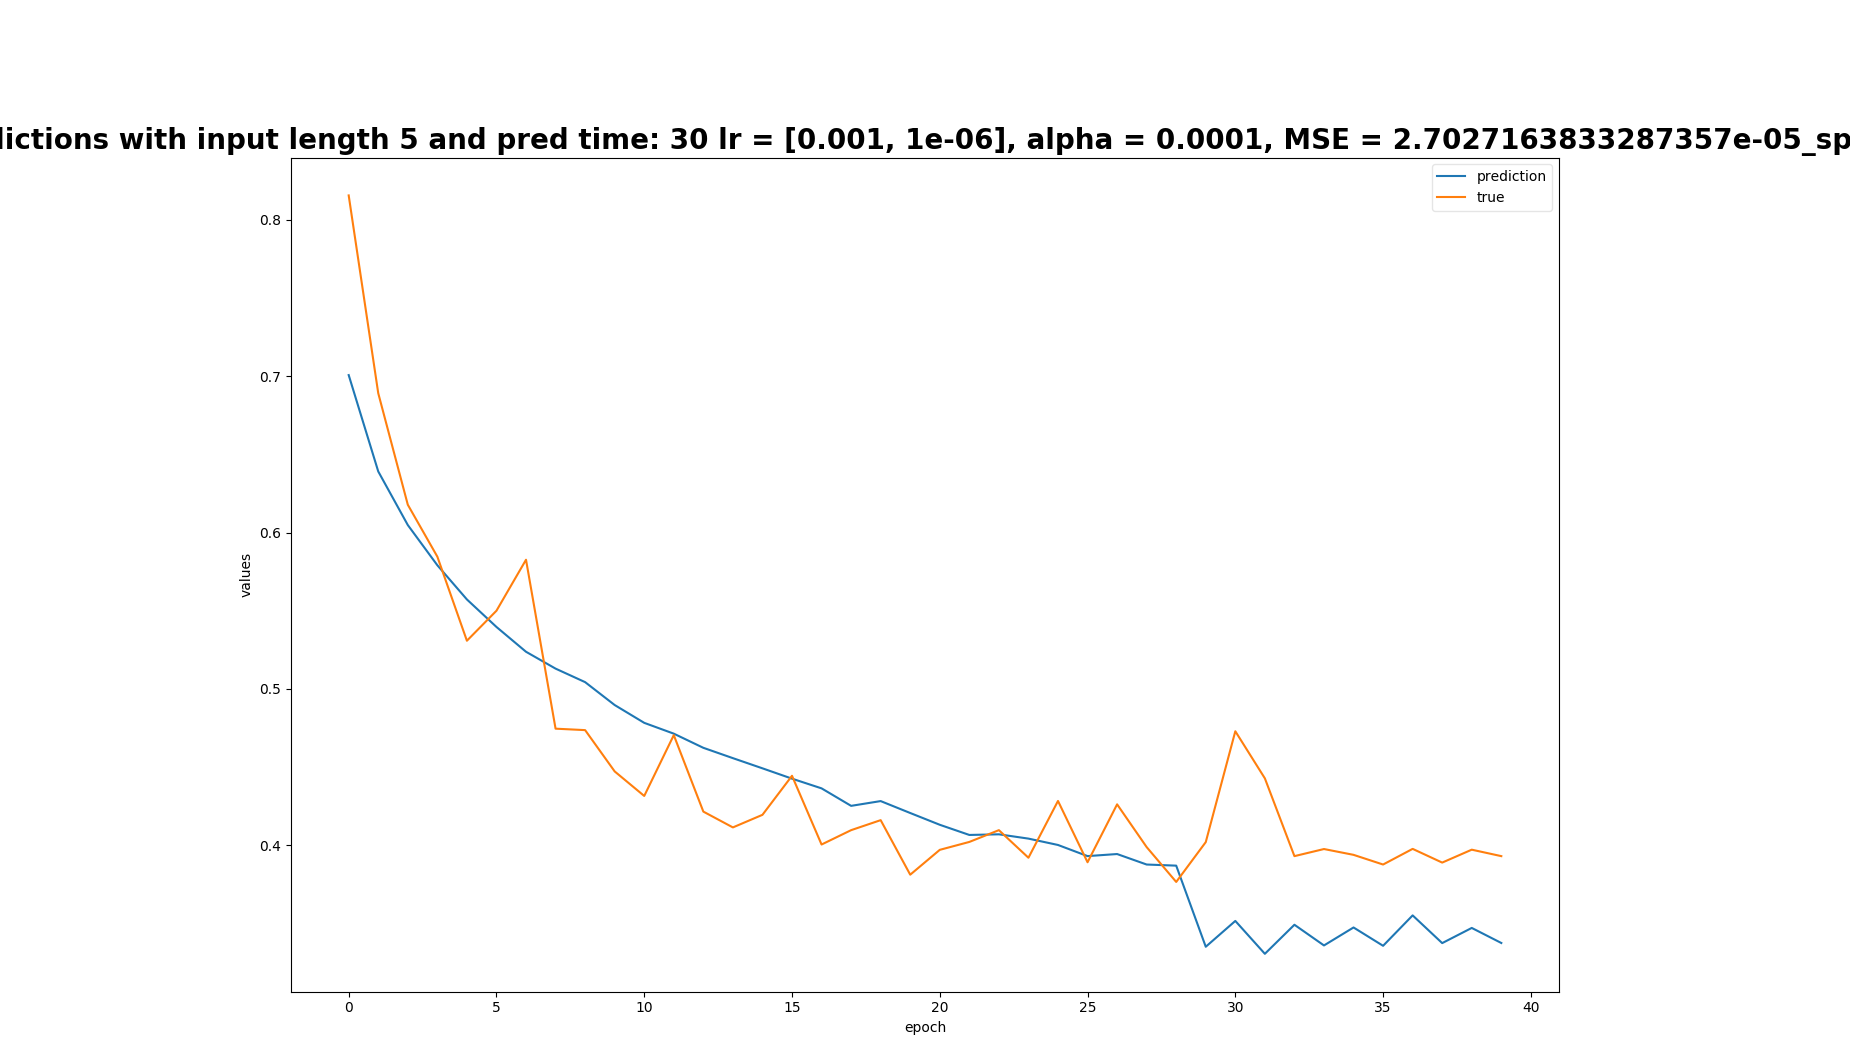 with input length 5 and pred time: 30 lr = [0.001, 1e-06], alpha = 0.0001, MSE = 2.7027163833287357e-05_sp
prediction
true
0.8
0.7
0.6
0.5
0.4
values
0 5 10 15 20 25 30 35 40
epoch